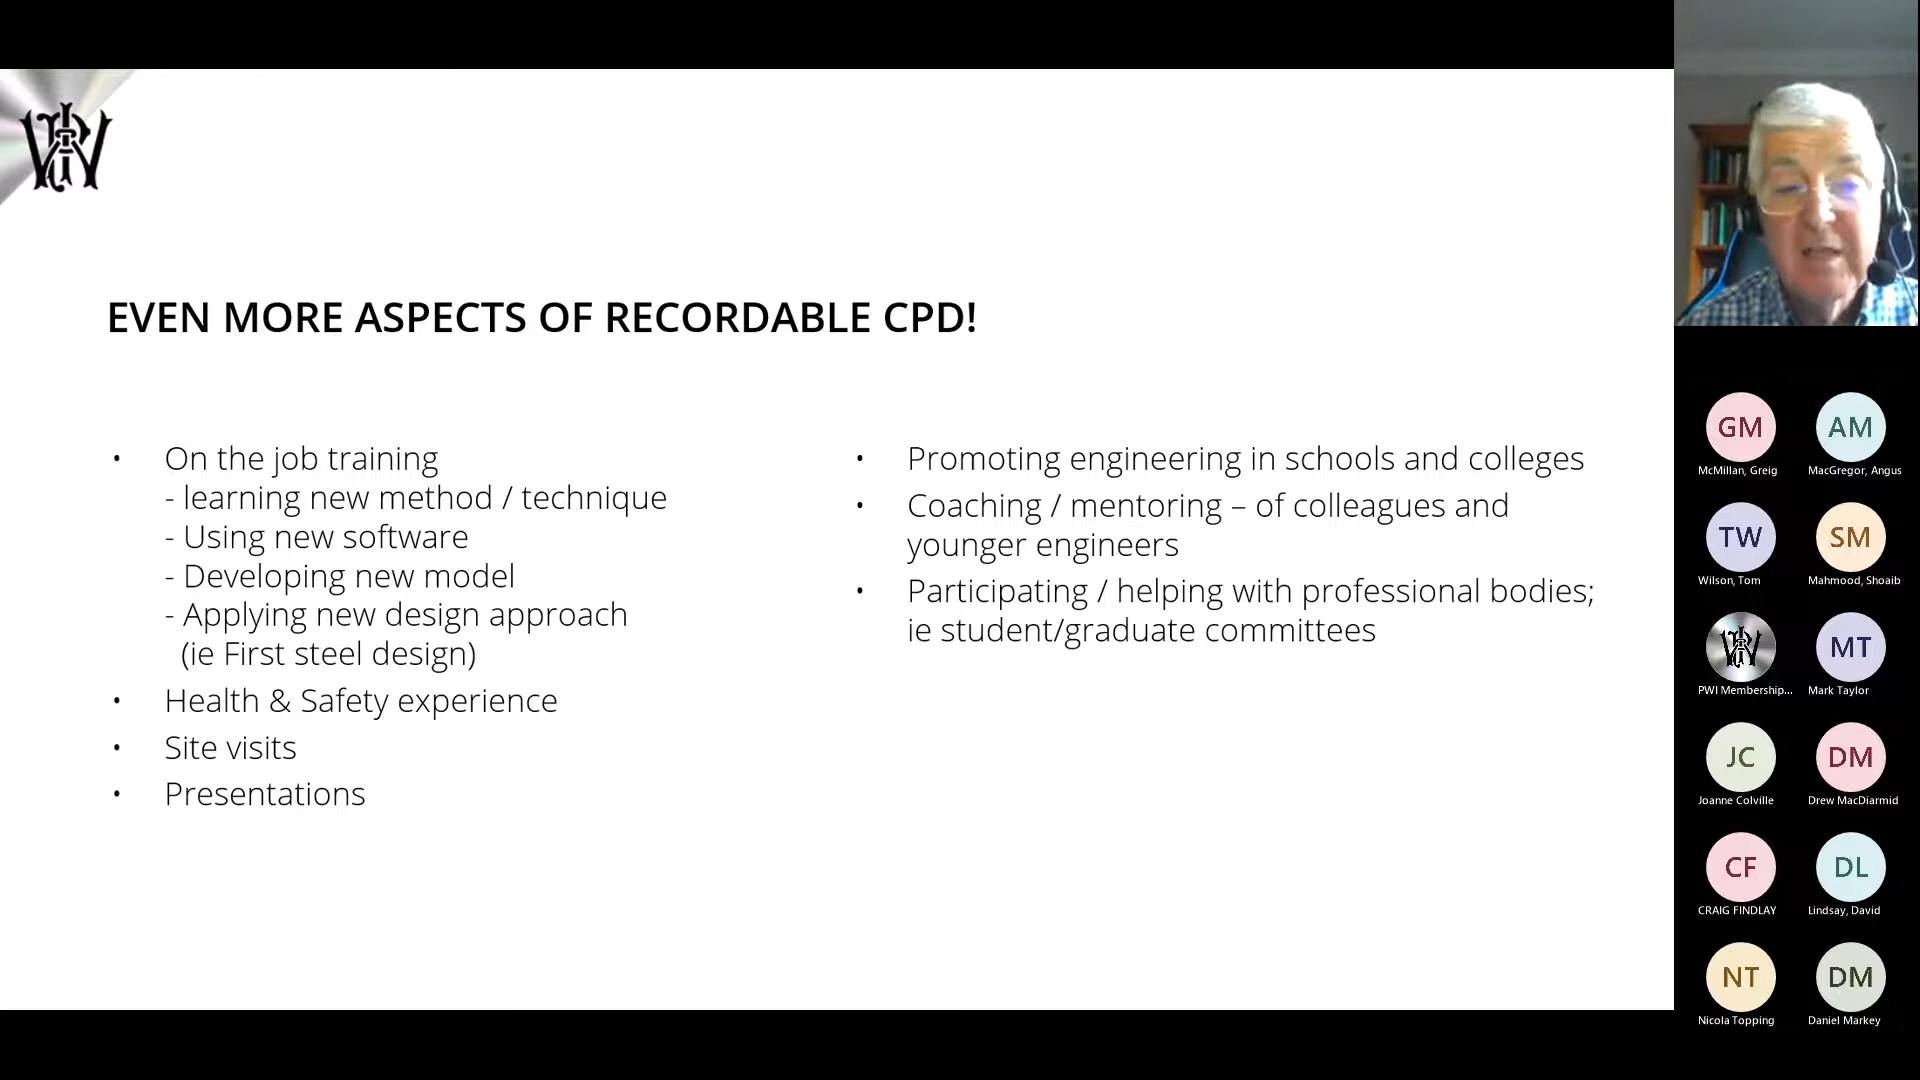 EVEN MORE ASPECTS OF RECORDABLE CPD!
• On the job training
- learning new method / technique
- Using new software
- Developing new model
- Applying new design approach
(ie First steel design)
• Health & Safety experience
• Site visits
• Presentations
• Promoting engineering in schools and colleges
• Coaching / mentoring – of colleagues and
younger engineers
• Participating / helping with professional bodies;
ie student/graduate committees
GM
McMillan, Greig
AM
MacGregor, Angus
TW
Wilson, Tom
SM
Mahmood, Shoaib
PWI Membership...
MT
Mark Taylor
JC
Joanne Colville
DM
Drew MacDiarmid
CF
CRAIG FINDLAY
DL
Lindsay, David
NT
Nicola Topping
DM
Daniel Markey